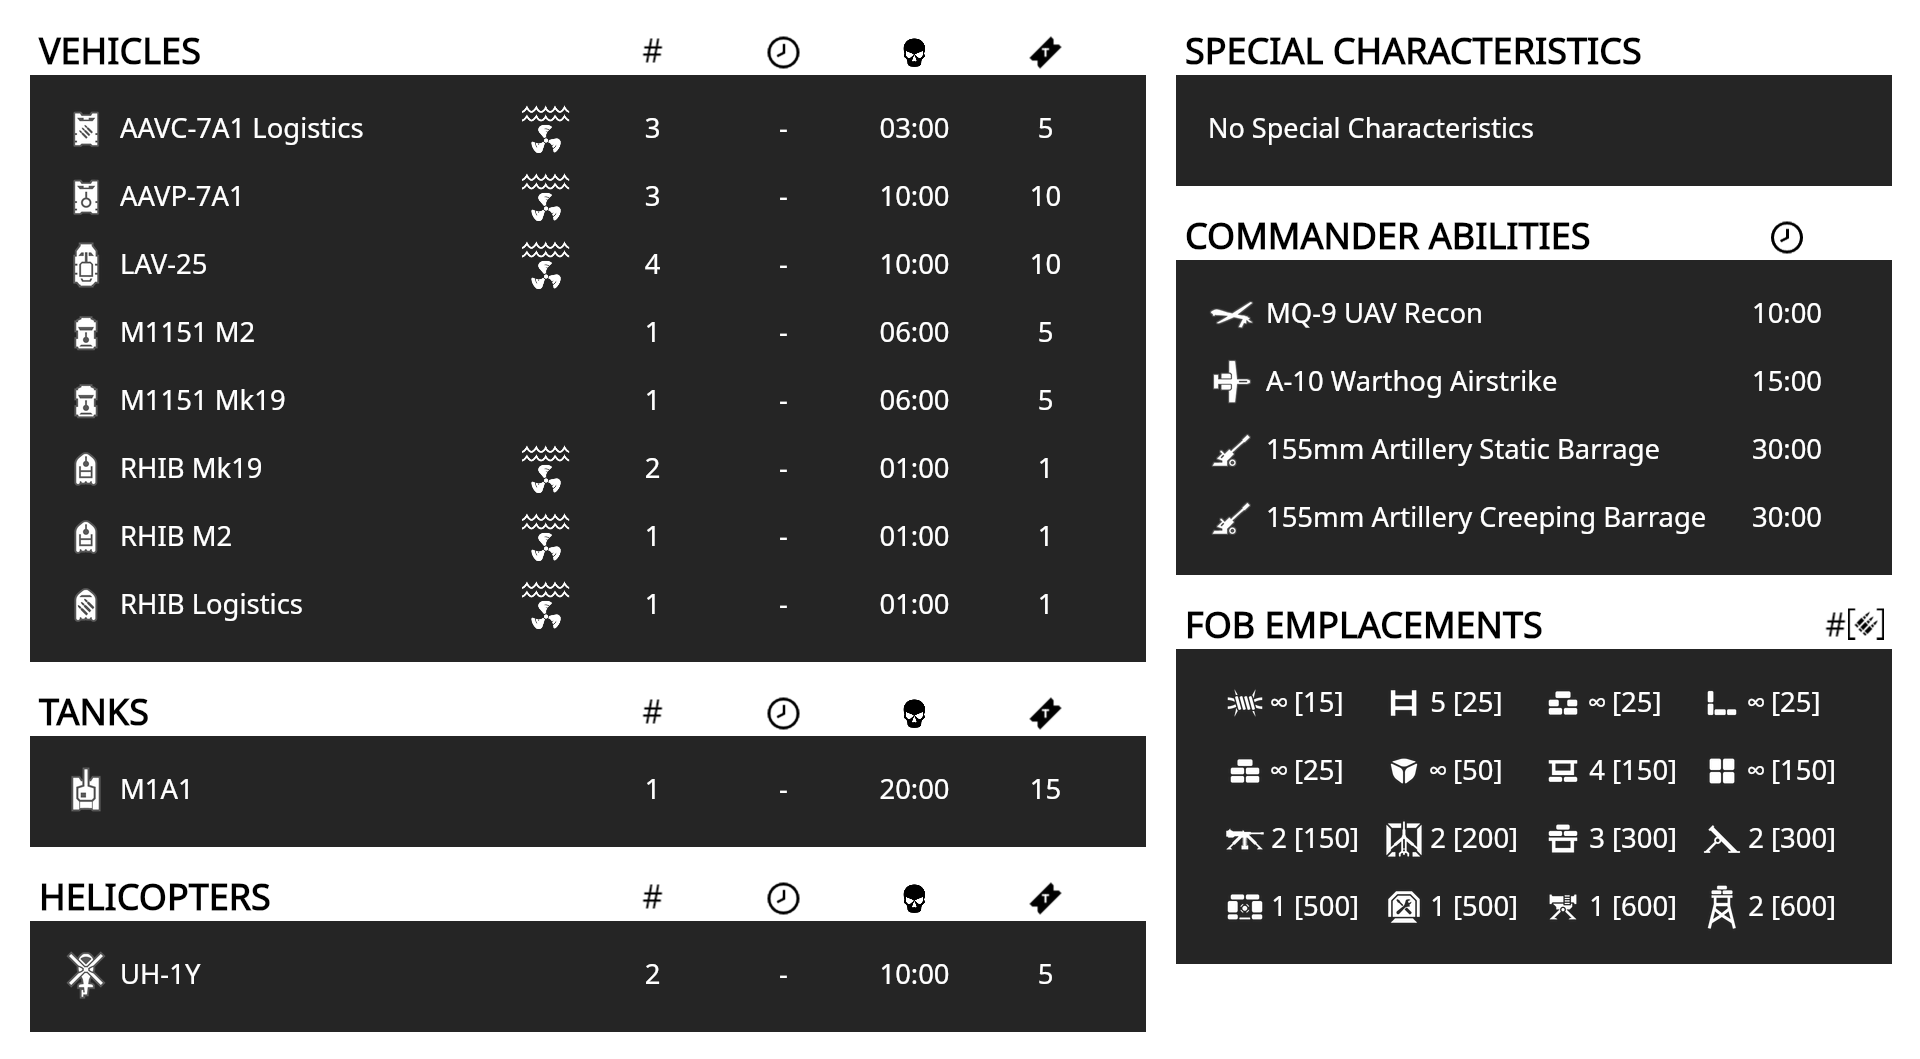 VEHICLES #
AAVC-7A1 Logistics 3 - 03:00 5
AAVP-7A1 3 - 10:00 10
LAV-25 4 - 10:00 10
M1151 M2 1 - 06:00 5
M1151 Mk19 1 - 06:00 5
RHIB Mk19 2 - 01:00 1
RHIB M2 1 - 01:00 1
RHIB Logistics 1 - 01:00 1
TANKS #
M1A1 1 - 20:00 15
HELICOPTERS #
UH-1Y 2 - 10:00 5
SPECIAL CHARACTERISTICS
No Special Characteristics
COMMANDER ABILITIES
MQ-9 UAV Recon 10:00
A-10 Warthog Airstrike 15:00
155mm Artillery Static Barrage 30:00
155mm Artillery Creeping Barrage 30:00
FOB EMPLACEMENTS #[]
∞ [15] 5 [25] ∞ [25] ∞ [25]
∞ [25] ∞ [50] 4 [150] ∞ [150]
2 [150] 2 [200] 3 [300] 2 [300]
1 [500] 1 [500] 1 [600] 2 [600]